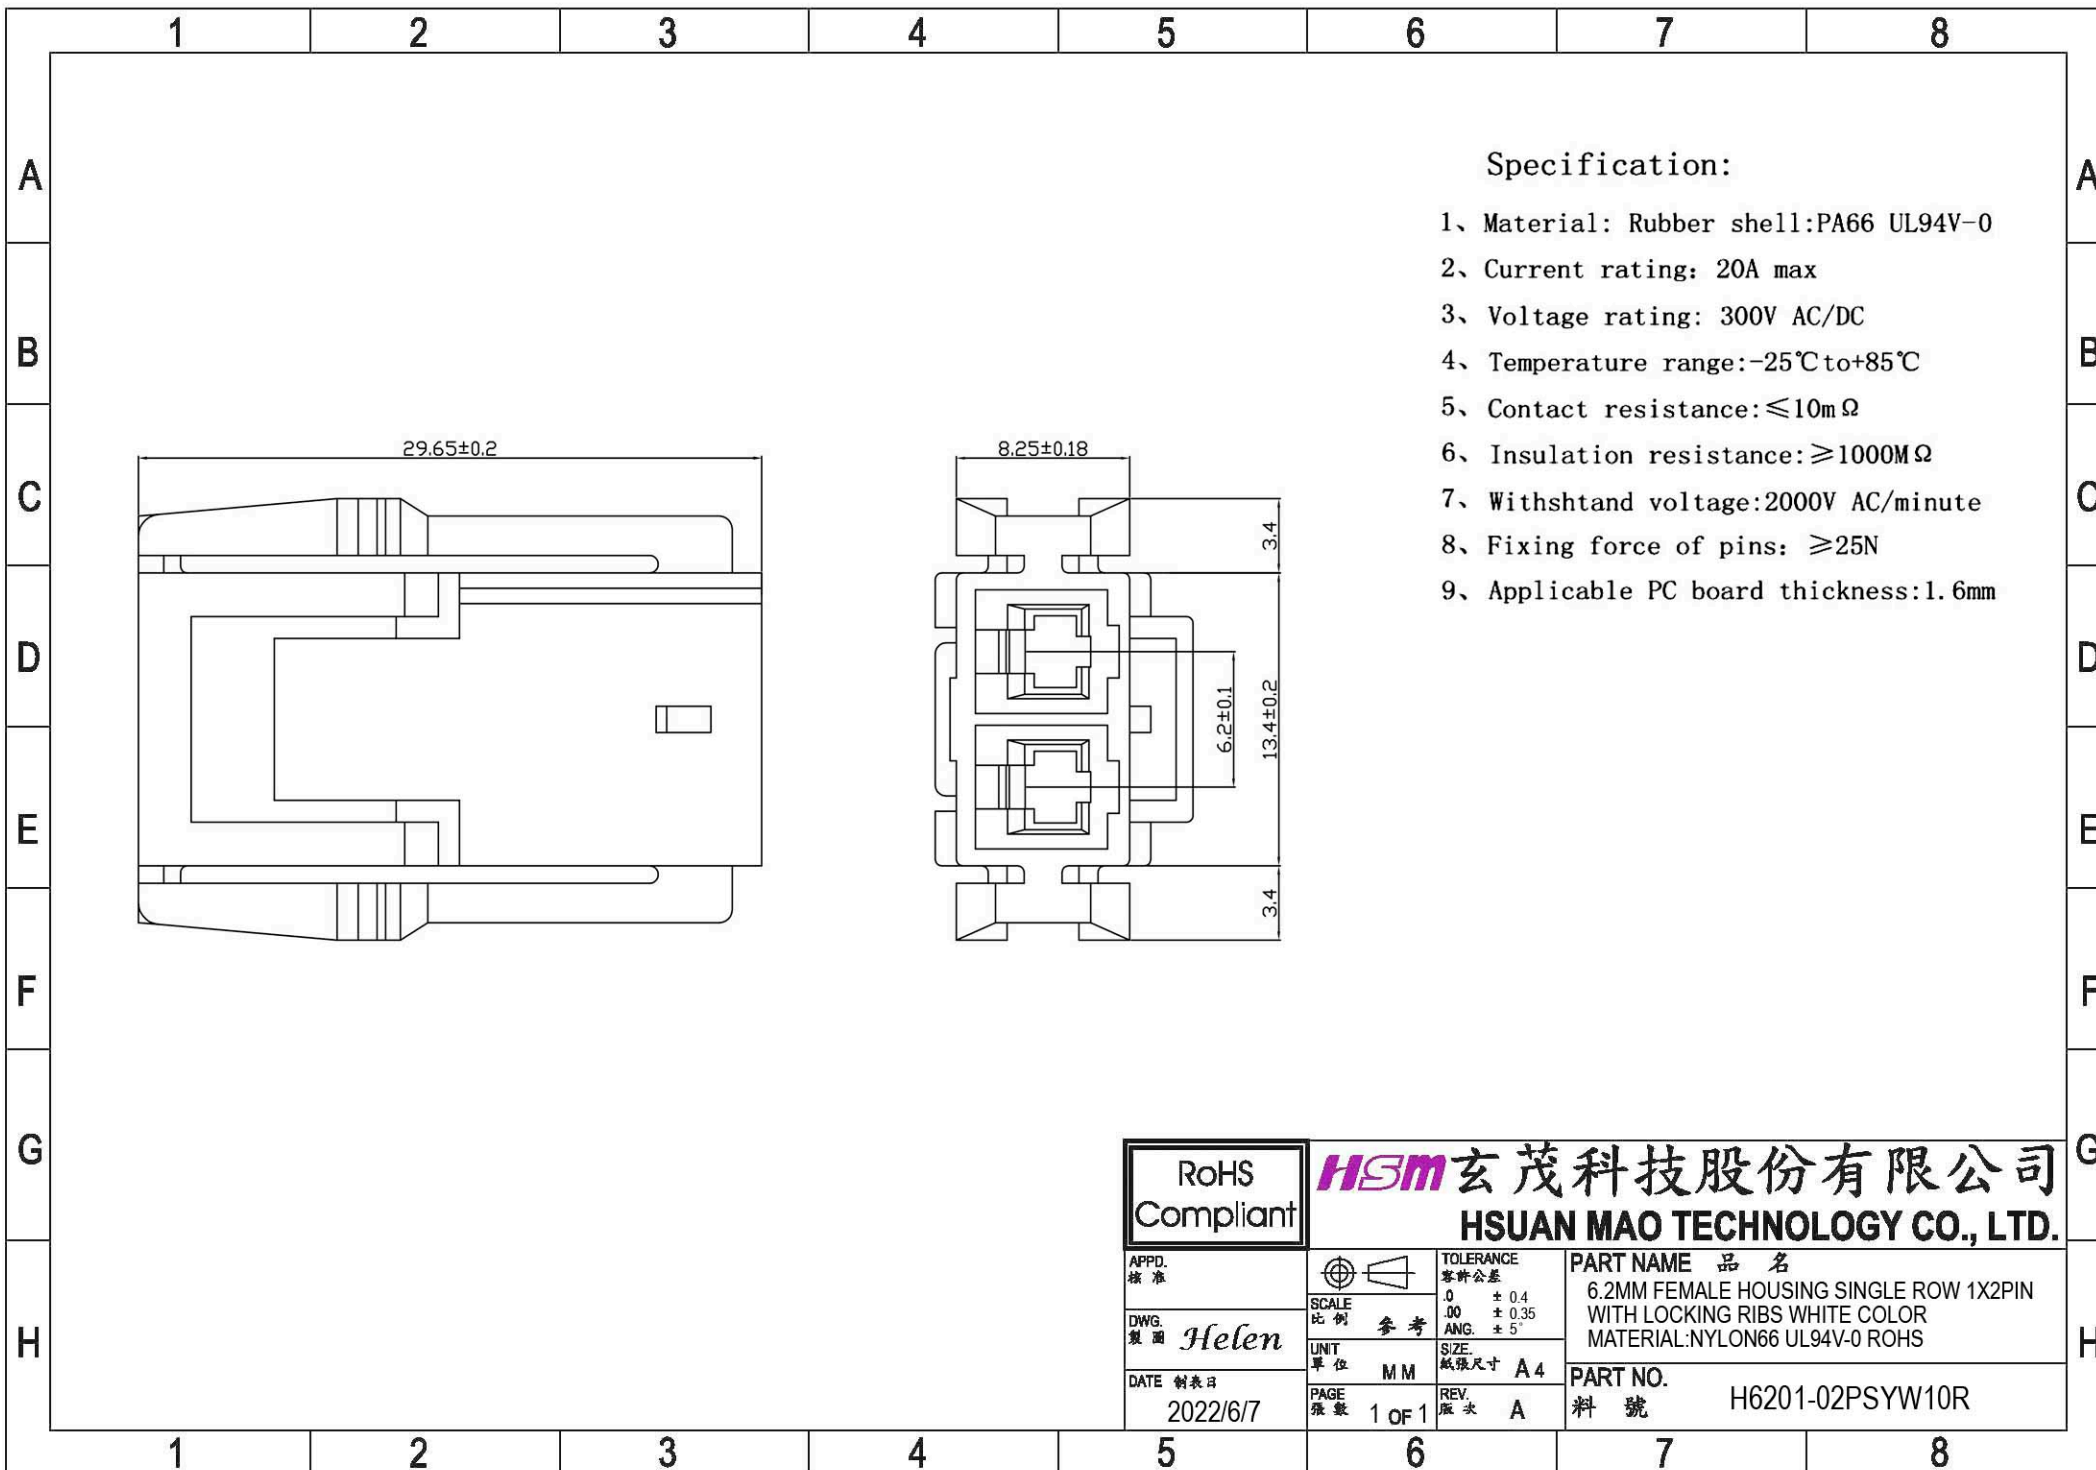 1 2 3 4 5 6 7 8
A A
B B
C C
D D
E E
F F
G G
H H
Specification:
1、Material: Rubber shell:PA66 UL94V-0
2、Current rating: 20A max
3、Voltage rating: 300V AC/DC
4、Temperature range:-25℃to+85℃
5、Contact resistance:≤10mΩ
6、Insulation resistance:≥1000MΩ
7、Withshtand voltage:2000V AC/minute
8、Fixing force of pins: ≥25N
9、Applicable PC board thickness:1.6mm
29.65±0.2
8.25±0.18
3.4
6.2±0.1
13.4±0.2
3.4
RoHS
Compliant
HSM 玄茂科技股份有限公司
HSUAN MAO TECHNOLOGY CO., LTD.
APPD.
核 准
DWG.
製 圖 Helen
DATE 制表日
2022/6/7
SCALE
比 例 參 考
UNIT
單 位 MM
PAGE
張 數 1 OF 1
TOLERANCE
容許公差
.0 ± 0.4
.00 ± 0.35
ANG. ± 5°
SIZE.
紙張尺寸 A4
REV.
版 次 A
PART NAME 品 名
6.2MM FEMALE HOUSING SINGLE ROW 1X2PIN
WITH LOCKING RIBS WHITE COLOR
MATERIAL:NYLON66 UL94V-0 ROHS
PART NO.
料 號 H6201-02PSYW10R
1 2 3 4 5 6 7 8